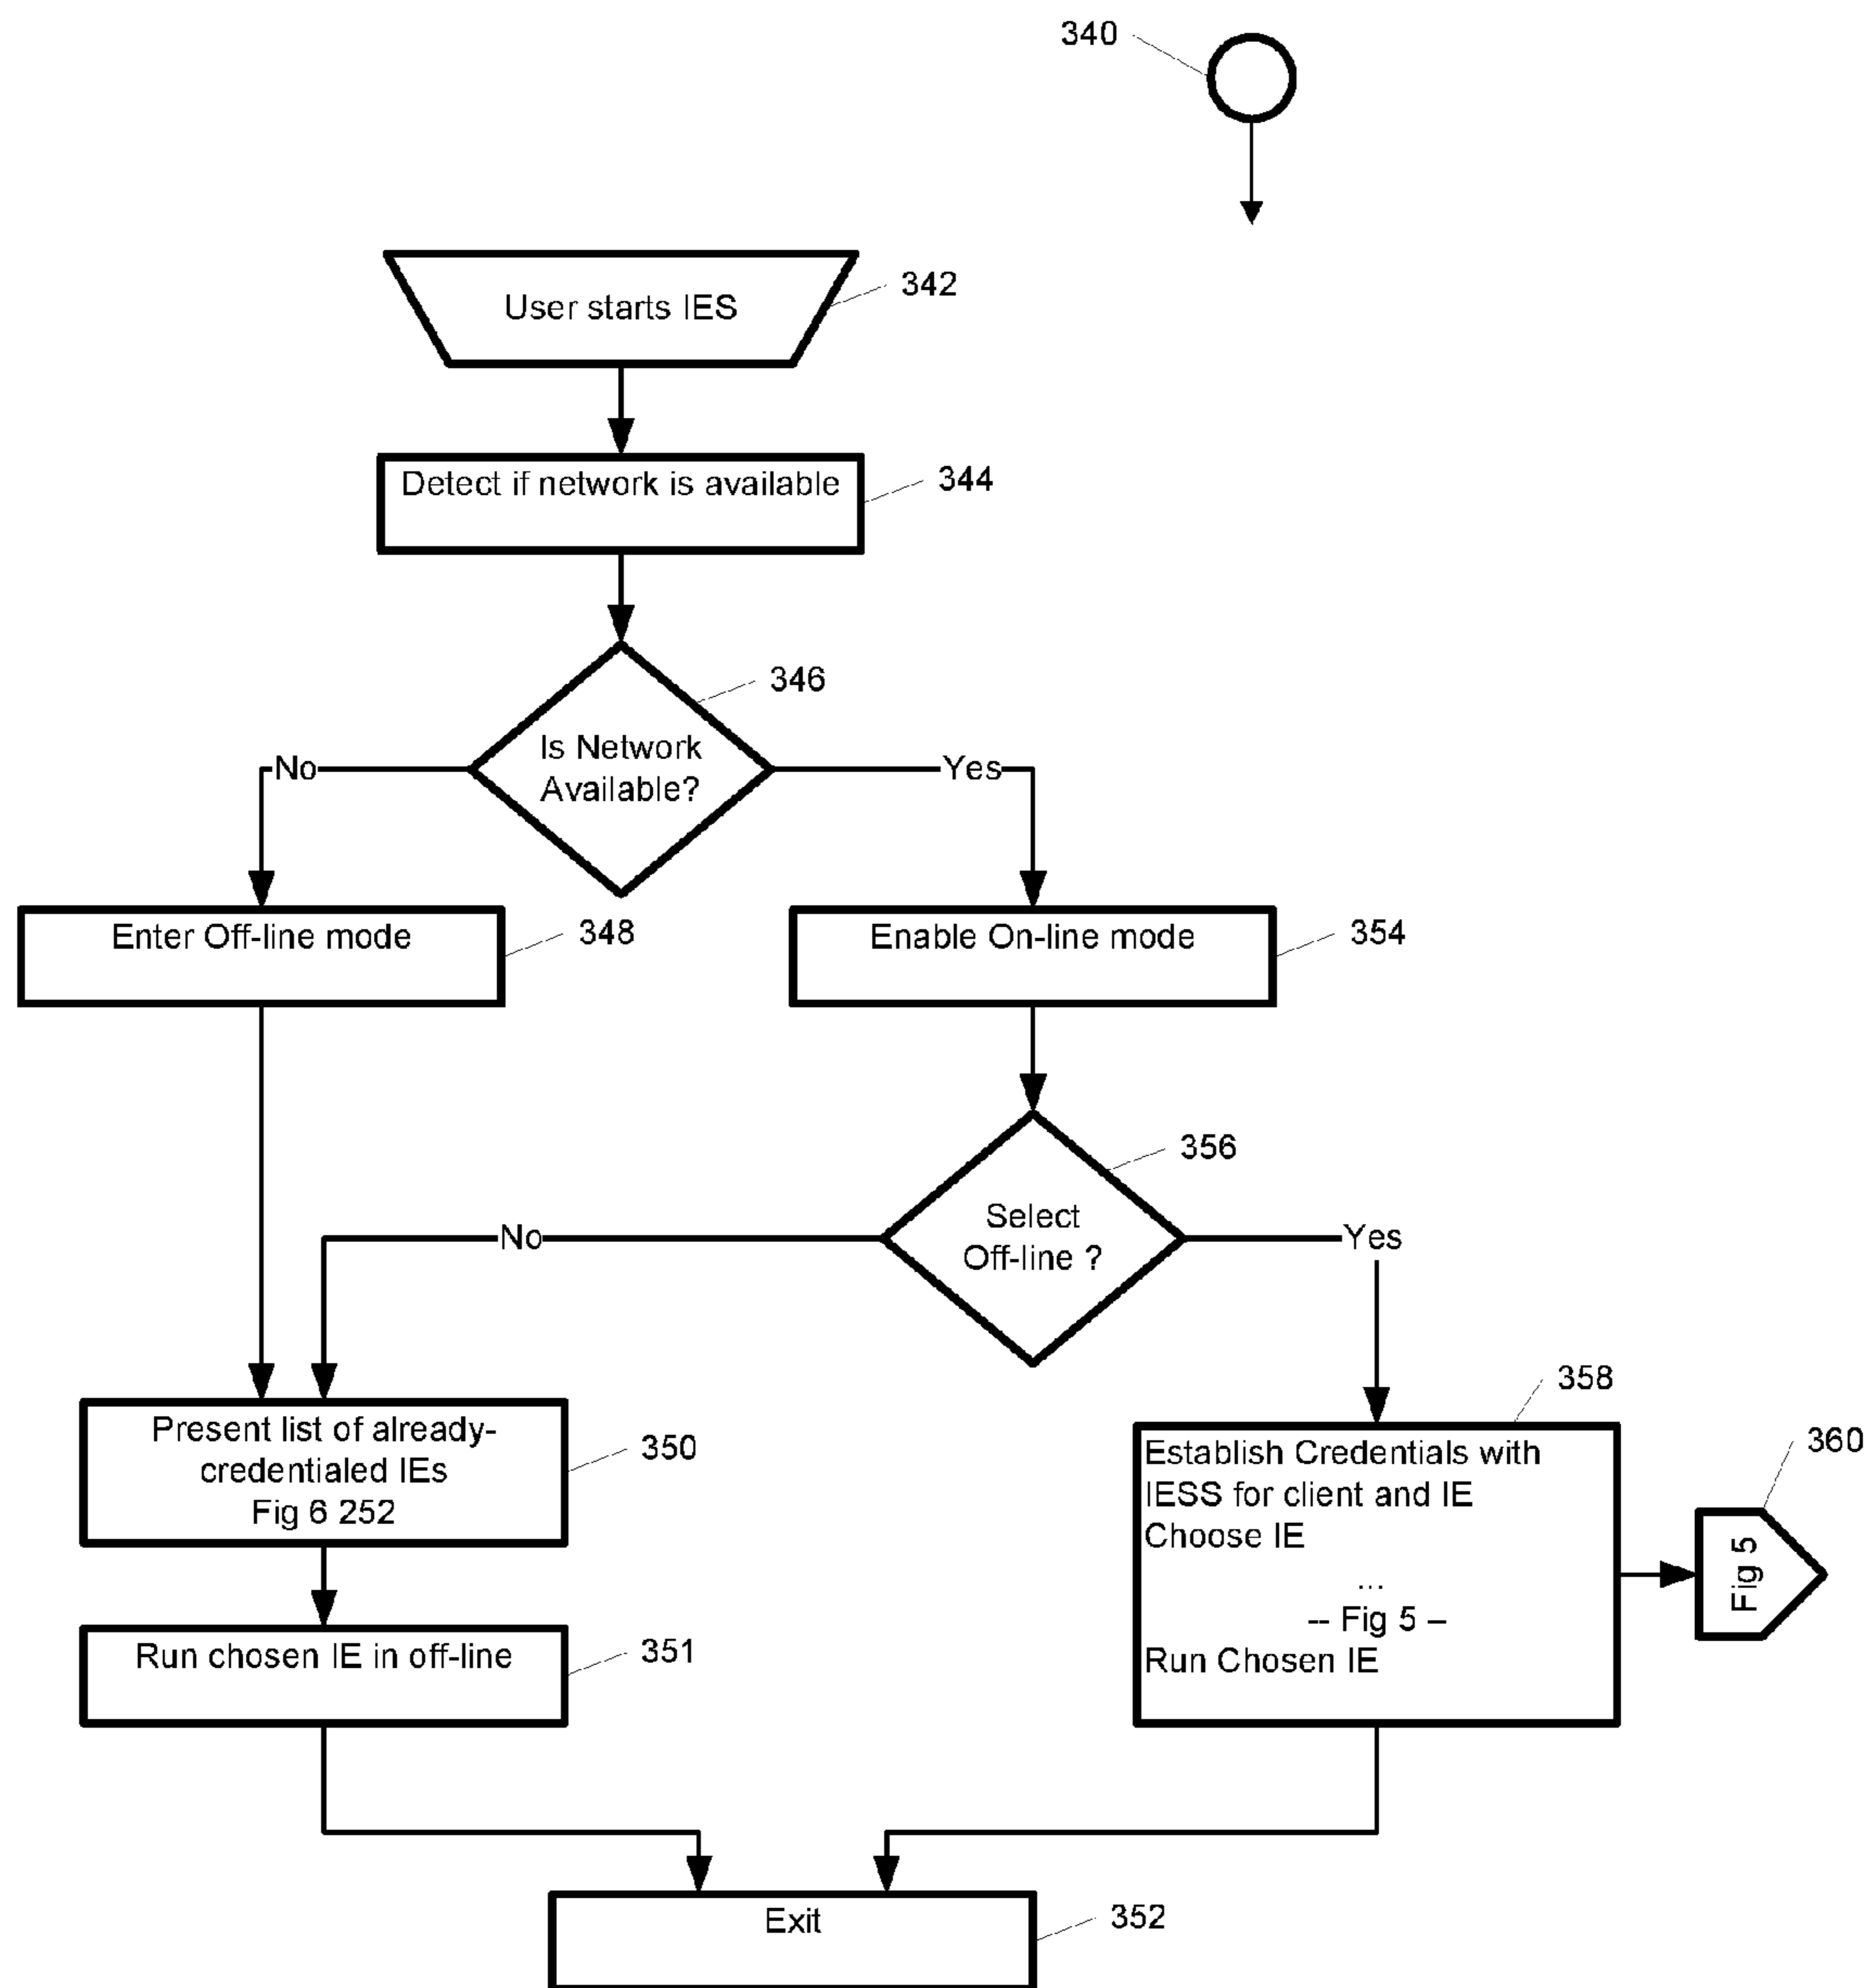 340
User starts IES
342
Detect if network is available
344
346
Is Network
Available?
No
Yes
Enter Off-line mode
348
Enable On-line mode
354
356
Select
Off-line ?
No
Yes
358
Present list of already-
credentialed IEs
Fig 6 252
350
Establish Credentials with
IESS for client and IE
Choose IE
...
-- Fig 5 –
Run Chosen IE
360
Fig 5
Run chosen IE in off-line
351
Exit
352